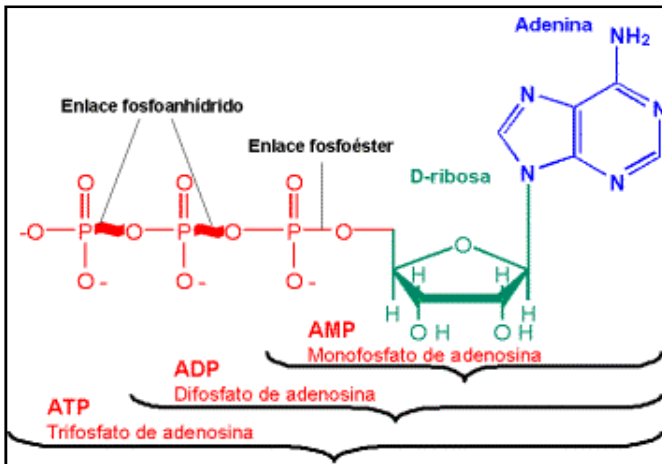 Adenina
NH2
N
N
N
N
Enlace fosfoanhídrido
Enlace fosfoéster
D-ribosa
O
O
O
-O
P
O
P
O
P
O
O
O-
O-
O-
H
H
H
H
OH
OH
AMP
Monofosfato de adenosina
ADP
Difosfato de adenosina
ATP
Trifosfato de adenosina